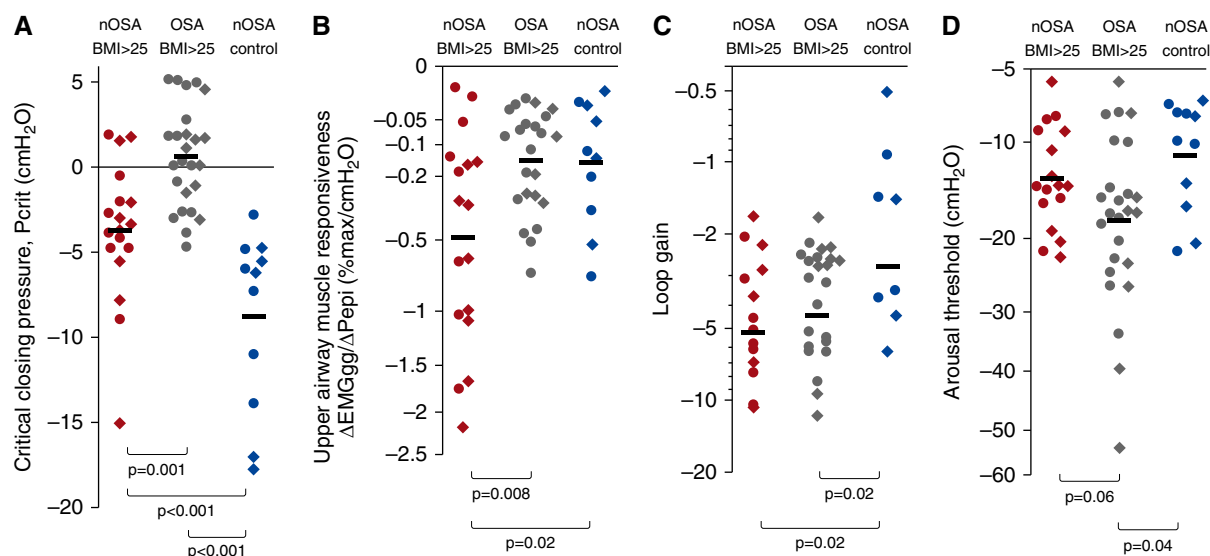 A
nOSA
BMI>25
OSA
BMI>25
nOSA
control
Critical closing pressure, Pcrit (cmH2O)
5
0
–5
–10
–15
–20
p=0.001
p<0.001
p<0.001
B
nOSA
BMI>25
OSA
BMI>25
nOSA
control
Upper airway muscle responsiveness
ΔEMGgg/ΔPepi (%max/cmH2O)
0
–0.05
–0.1
–0.2
–0.5
–1
–1.5
–2
–2.5
p=0.008
p=0.02
C
nOSA
BMI>25
OSA
BMI>25
nOSA
control
Loop gain
–0.5
–1
–2
–5
–10
–20
p=0.02
p=0.02
D
nOSA
BMI>25
OSA
BMI>25
nOSA
control
Arousal threshold (cmH2O)
–5
–10
–20
–30
–40
–50
–60
p=0.06
p=0.04